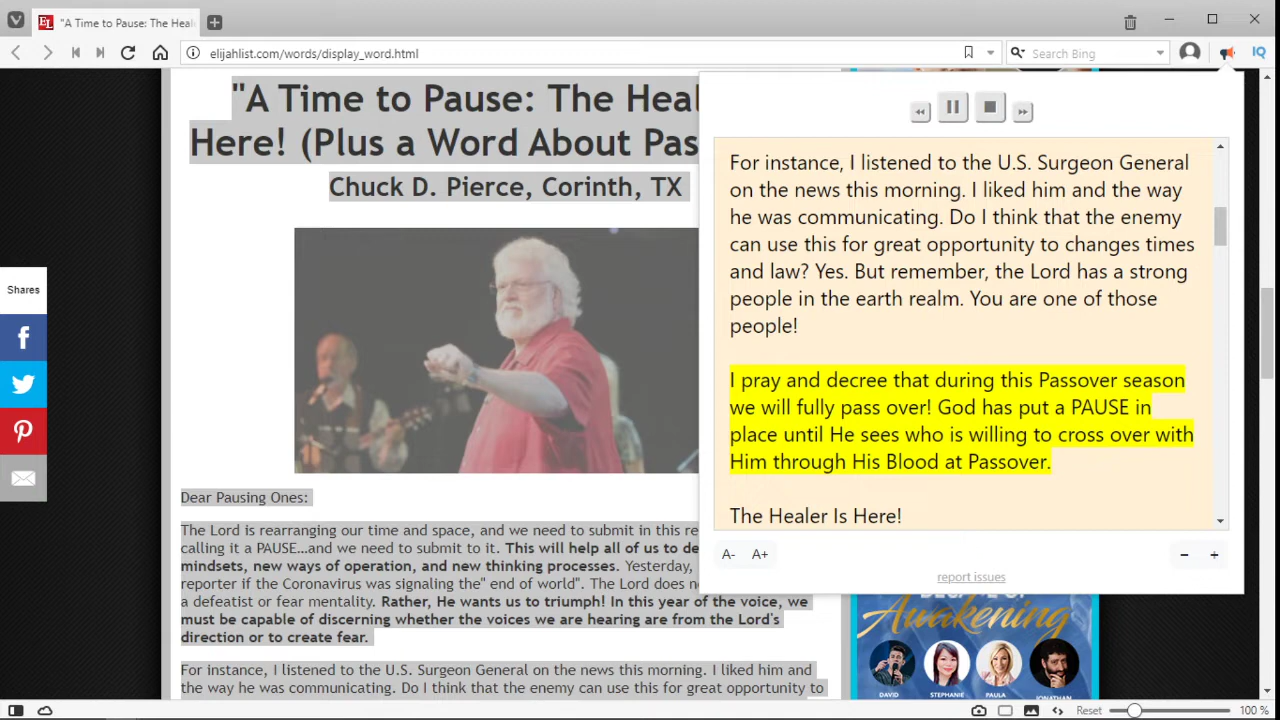 "A Time to Pause: The Heal
elijahlist.com/words/display_word.html
Search Bing
IQ
"A Time to Pause: The Heal
Here! (Plus a Word About Pas
Chuck D. Pierce, Corinth, TX
Shares
Dear Pausing Ones:
The Lord is rearranging our time and space, and we need to submit in this re
calling it a PAUSE…and we need to submit to it. This will help all of us to de
mindsets, new ways of operation, and new thinking processes. Yesterday,
reporter if the Coronavirus was signaling the" end of world". The Lord does n
a defeatist or fear mentality. Rather, He wants us to triumph! In this year of the voice, we
must be capable of discerning whether the voices we are hearing are from the Lord's
direction or to create fear.
For instance, I listened to the U.S. Surgeon General on the news this morning. I liked him and
the way he was communicating. Do I think that the enemy can use this for great opportunity to
For instance, I listened to the U.S. Surgeon General
on the news this morning. I liked him and the way
he was communicating. Do I think that the enemy
can use this for great opportunity to changes times
and law? Yes. But remember, the Lord has a strong
people in the earth realm. You are one of those
people!
I pray and decree that during this Passover season
we will fully pass over! God has put a PAUSE in
place until He sees who is willing to cross over with
Him through His Blood at Passover.
The Healer Is Here!
A- A+ − +
report issues
Awakening
DAVID STEPHANIE PAULA JONATHAN
Reset 100 %